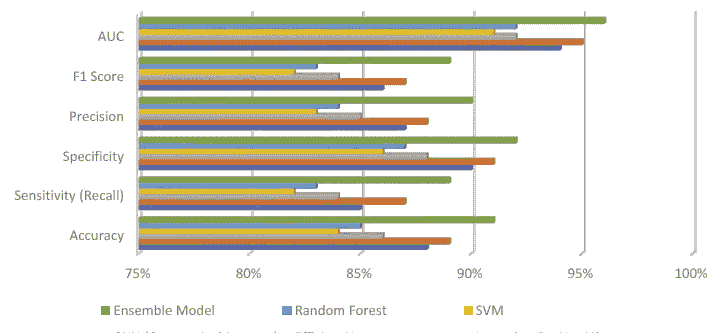 AUC
F1 Score
Precision
Specificity
Sensitivity (Recall)
Accuracy
75% 80% 85% 90% 95% 100%
Ensemble Model Random Forest SVM